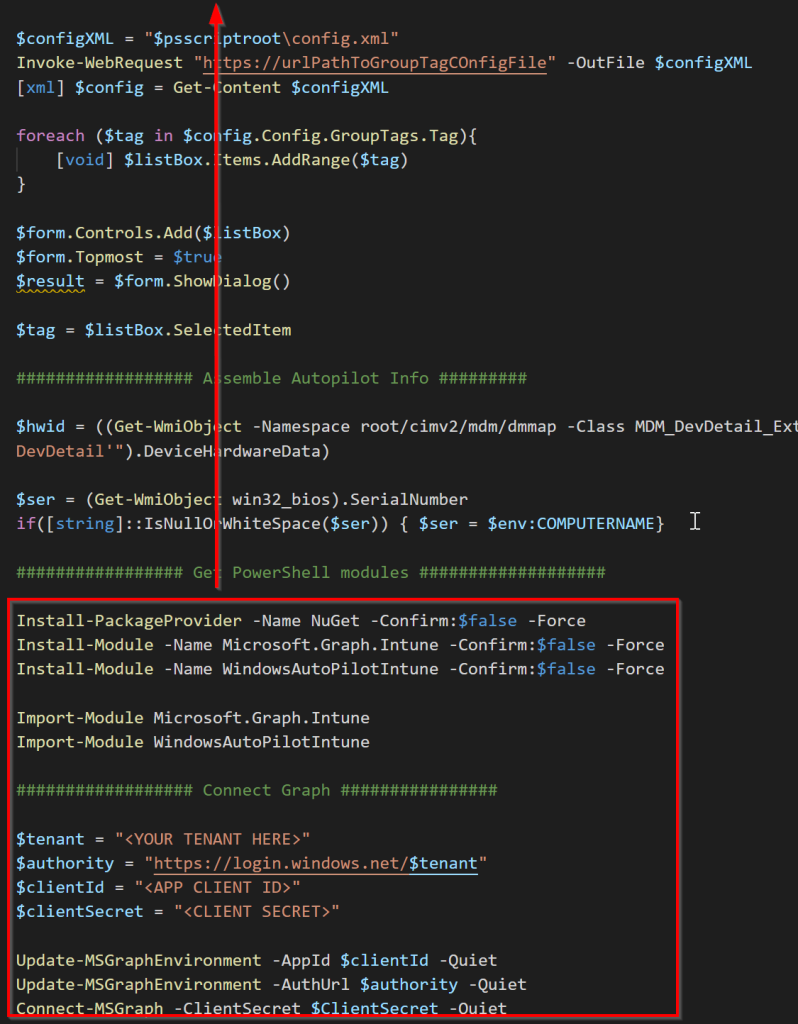 $configXML = "$psscriptroot\config.xml"
Invoke-WebRequest "https://urlPathToGroupTagCOnfigFile" -OutFile $configXML
[xml] $config = Get-Content $configXML
foreach ($tag in $config.Config.GroupTags.Tag){
[void] $listBox.Items.AddRange($tag)
}
$form.Controls.Add($listBox)
$form.Topmost = $true
$result = $form.ShowDialog()
$tag = $listBox.SelectedItem
################## Assemble Autopilot Info #########
$hwid = ((Get-WmiObject -Namespace root/cimv2/mdm/dmmap -Class MDM_DevDetail_Ext
DevDetail'").DeviceHardwareData)
$ser = (Get-WmiObject win32_bios).SerialNumber
if([string]::IsNullOrWhiteSpace($ser)) { $ser = $env:COMPUTERNAME}
################# Get PowerShell modules ###################
Install-PackageProvider -Name NuGet -Confirm:$false -Force
Install-Module -Name Microsoft.Graph.Intune -Confirm:$false -Force
Install-Module -Name WindowsAutoPilotIntune -Confirm:$false -Force
Import-Module Microsoft.Graph.Intune
Import-Module WindowsAutoPilotIntune
################## Connect Graph ################
$tenant = "<YOUR TENANT HERE>"
$authority = "https://login.windows.net/$tenant"
$clientId = "<APP CLIENT ID>"
$clientSecret = "<CLIENT SECRET>"
Update-MSGraphEnvironment -AppId $clientId -Quiet
Update-MSGraphEnvironment -AuthUrl $authority -Quiet
Connect-MSGraph -ClientSecret $ClientSecret -Quiet